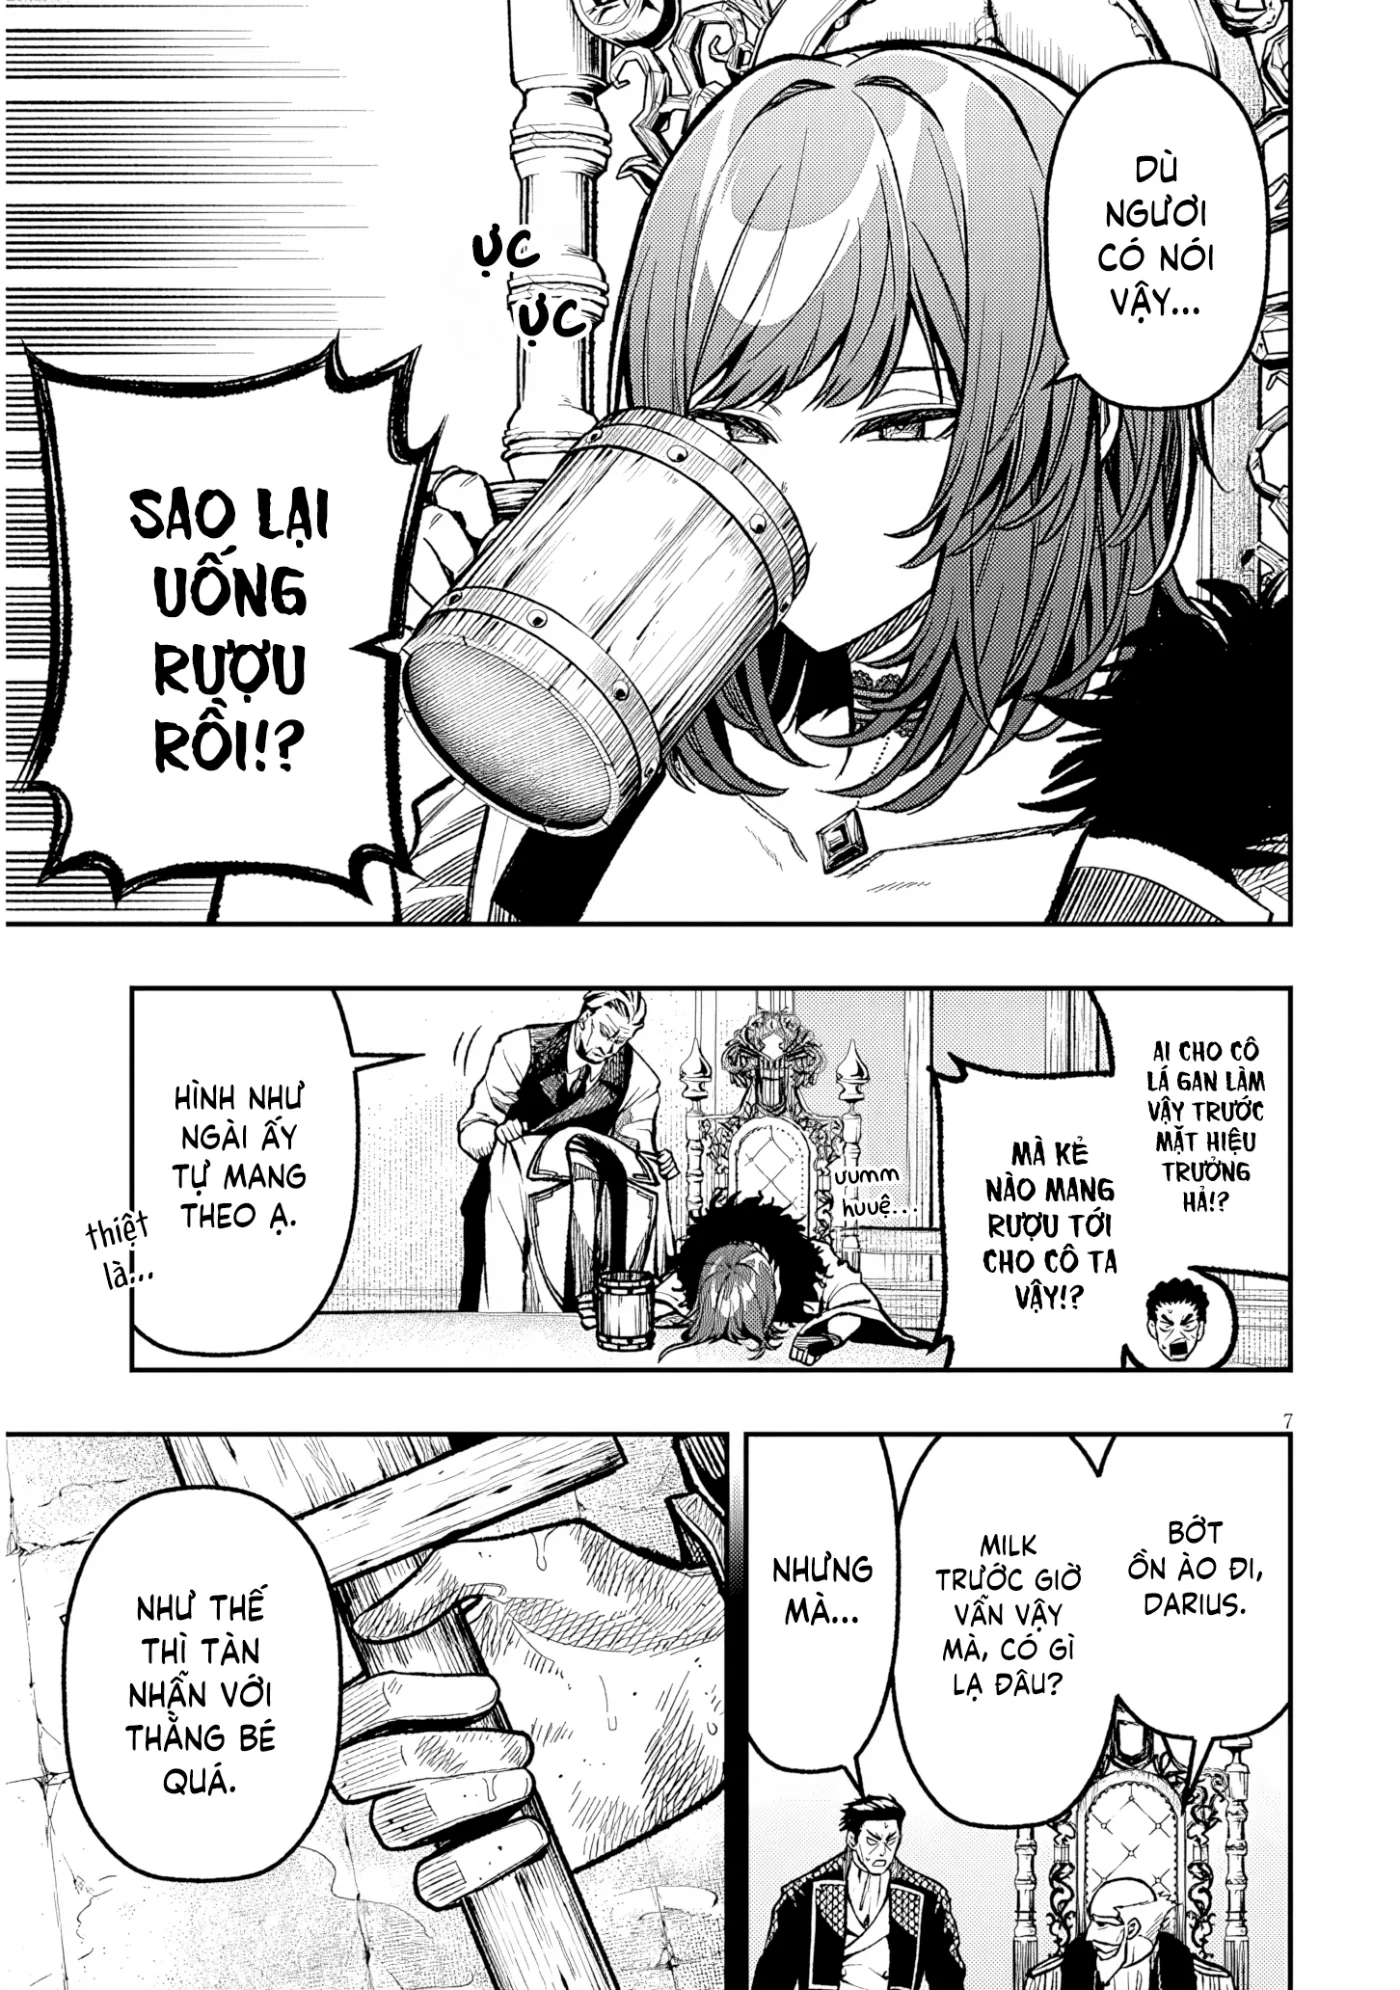 DÙ
NGƯƠI
CÓ NÓI
VẬY...
ỰC
ỰC
SAO LẠI
UỐNG
RƯỢU
RỒI!?
AI CHO CÔ
LÁ GAN LÀM
VẬY TRƯỚC
MẶT HIỆU
TRƯỞNG
HẢ!?
MÀ KẺ
NÀO MANG
RƯỢU TỚI
CHO CÔ TA
VẬY!?
ưumm
huuệ...
HÌNH NHƯ
NGÀI ẤY
TỰ MANG
THEO Ạ.
thiệt
là...
7
BỚT
ỒN ÀO ĐI,
DARIUS.
MILK
TRƯỚC GIỜ
VẪN VẬY
MÀ, CÓ GÌ
LẠ ĐÂU?
NHƯNG
MÀ...
NHƯ THẾ
THÌ TÀN
NHẪN VỚI
THẰNG BÉ
QUÁ.